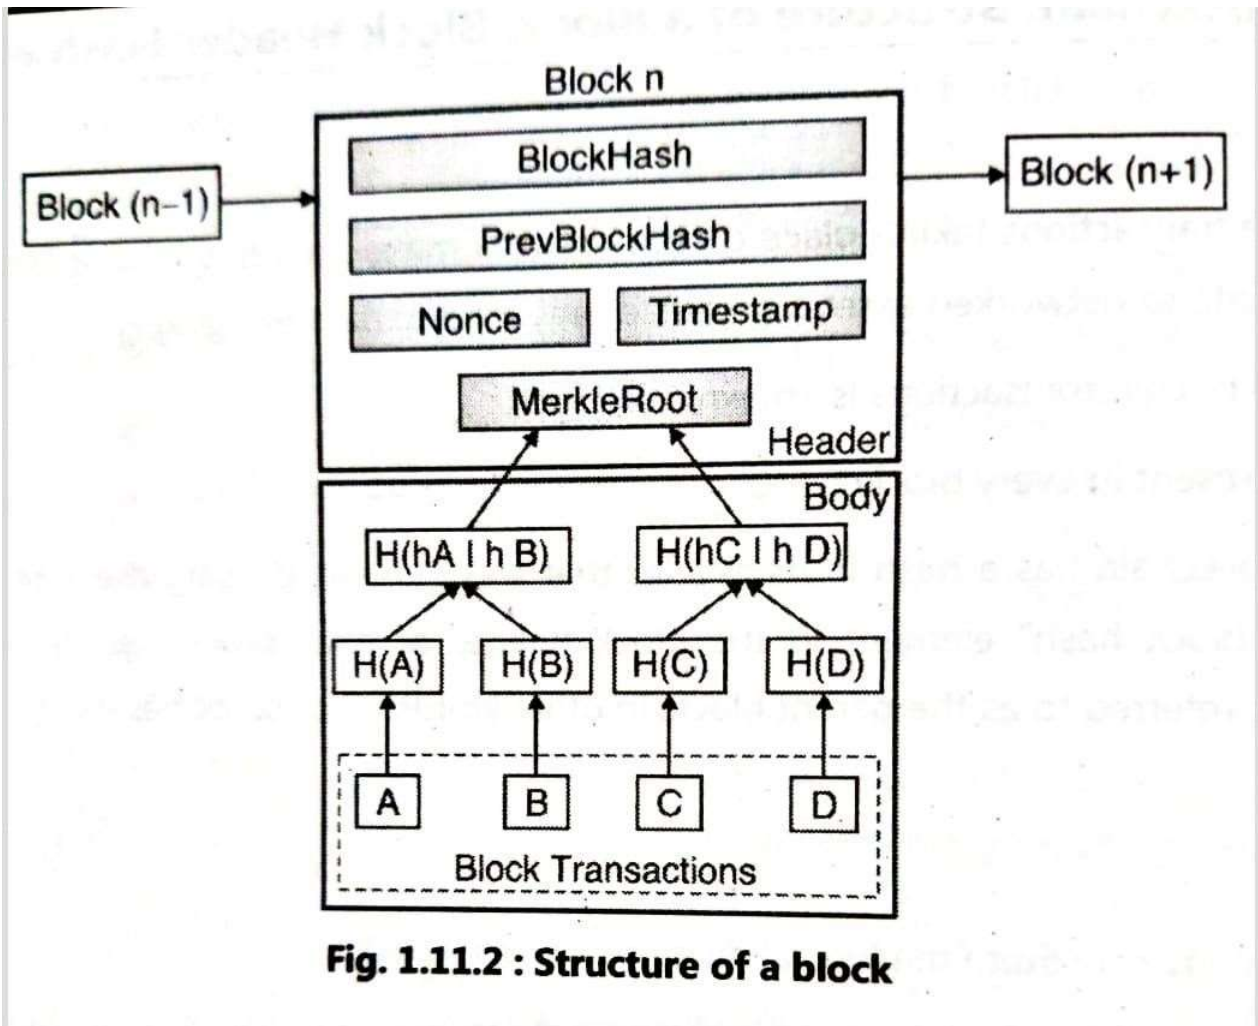 Block n
BlockHash
Block (n–1)
Block (n+1)
PrevBlockHash
Nonce
Timestamp
MerkleRoot
Header
Body
H(hA | h B)
H(hC | h D)
H(A)
H(B)
H(C)
H(D)
A
B
C
D
Block Transactions
Fig. 1.11.2 : Structure of a block